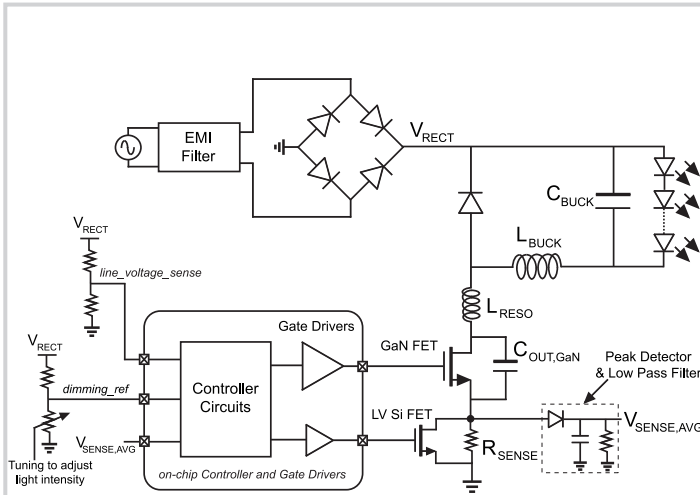 EMI
Filter
V_RECT
C_BUCK
L_BUCK
V_RECT
line_voltage_sense
L_RESO
Gate Drivers
GaN FET
C_OUT,GaN
Peak Detector
& Low Pass Filter
V_RECT
dimming_ref
Controller
Circuits
LV Si FET
V_SENSE,AVG
R_SENSE
V_SENSE,AVG
Tuning to adjust
light intensity
on-chip Controller and Gate Drivers